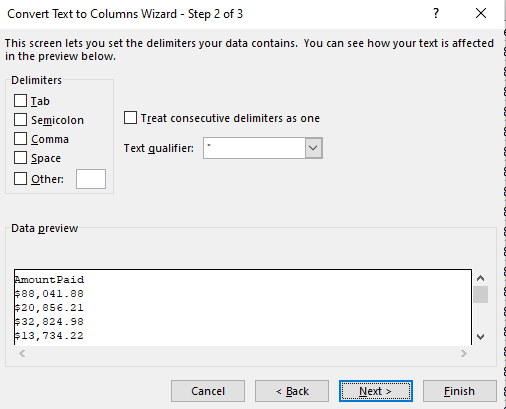 Convert Text to Columns Wizard - Step 2 of 3
?
This screen lets you set the delimiters your data contains. You can see how your text is affected
in the preview below.
Delimiters
Tab
Semicolon
Comma
Space
Other:
Treat consecutive delimiters as one
Text qualifier: "
Data preview
AmountPaid
$88,041.88
$20,856.21
$32,824.98
$13,734.22
Cancel
< Back
Next >
Finish